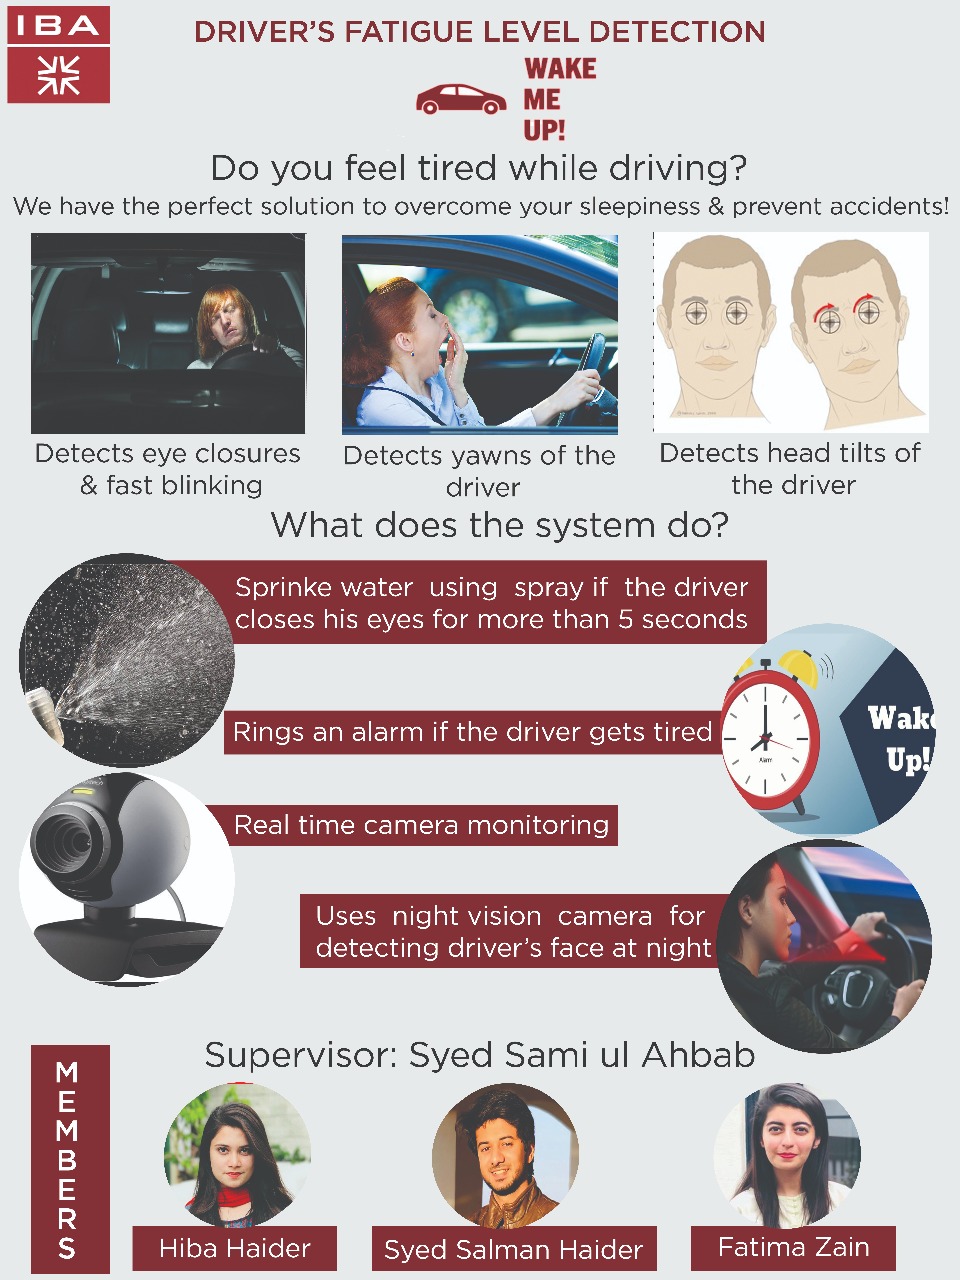 IBA
DRIVER'S FATIGUE LEVEL DETECTION
WAKE
ME
UP!
Do you feel tired while driving?
We have the perfect solution to overcome your sleepiness & prevent accidents!
Detects eye closures
& fast blinking
Detects yawns of the
driver
Detects head tilts of
the driver
What does the system do?
Sprinke water using spray if the driver
closes his eyes for more than 5 seconds
Rings an alarm if the driver gets tired
Alarm
Wake
Up!
Real time camera monitoring
Uses night vision camera for
detecting driver's face at night
Supervisor: Syed Sami ul Ahbab
MEMBERS
Hiba Haider
Syed Salman Haider
Fatima Zain